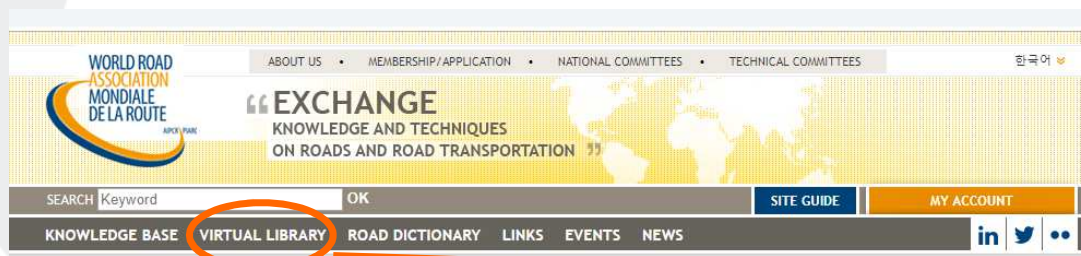 WORLD ROAD
ASSOCIATION
MONDIALE
DE LA ROUTE
AIPCR PIARC
ABOUT US • MEMBERSHIP/APPLICATION • NATIONAL COMMITTEES • TECHNICAL COMMITTEES
한국어
“ EXCHANGE
KNOWLEDGE AND TECHNIQUES
ON ROADS AND ROAD TRANSPORTATION ”
SEARCH Keyword OK SITE GUIDE MY ACCOUNT
KNOWLEDGE BASE VIRTUAL LIBRARY ROAD DICTIONARY LINKS EVENTS NEWS in